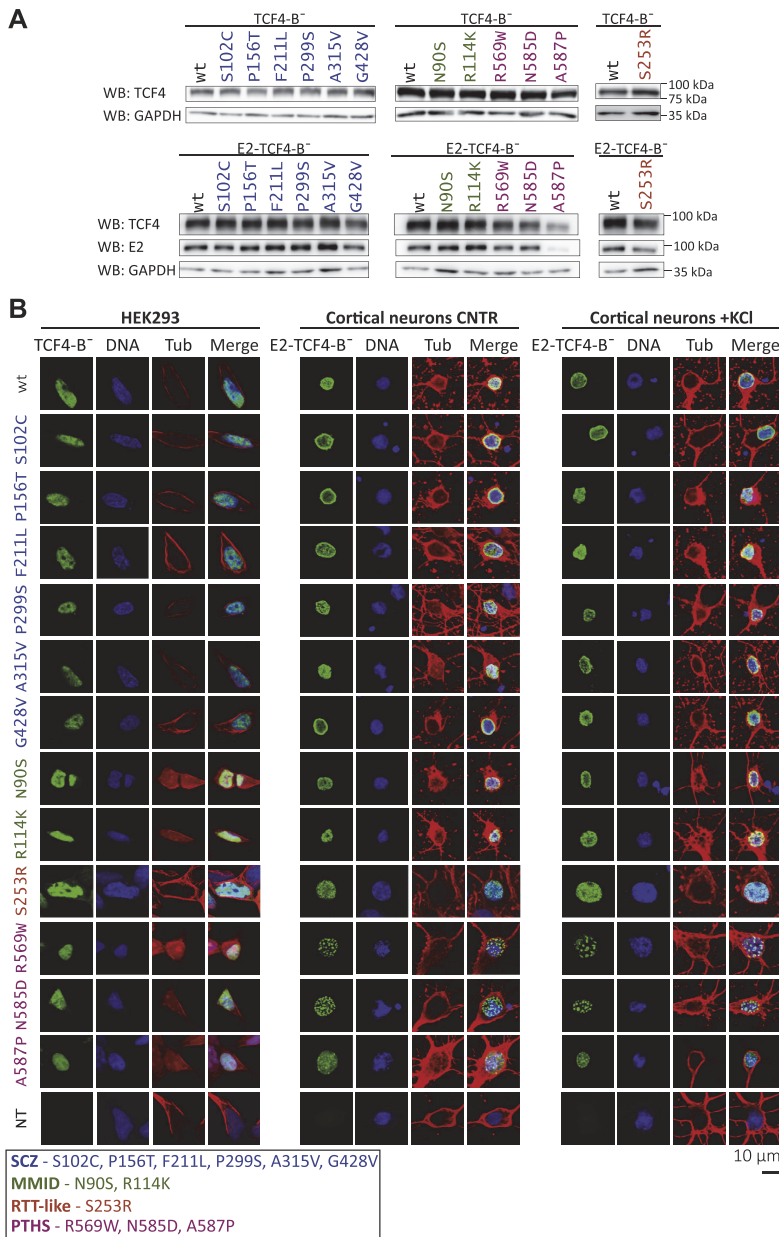 A
TCF4-B⁻ TCF4-B⁻ TCF4-B⁻
wt S102C P156T F211L P299S A315V G428V wt N90S R114K R569W N585D A587P wt S253R
WB: TCF4 100 kDa
75 kDa
WB: GAPDH 35 kDa
E2-TCF4-B⁻ E2-TCF4-B⁻ E2-TCF4-B⁻
wt S102C P156T F211L P299S A315V G428V wt N90S R114K R569W N585D A587P wt S253R
WB: TCF4 100 kDa
WB: E2 100 kDa
WB: GAPDH 35 kDa
B
HEK293 Cortical neurons CNTR Cortical neurons +KCl
TCF4-B⁻ DNA Tub Merge E2-TCF4-B⁻ DNA Tub Merge E2-TCF4-B⁻ DNA Tub Merge
wt
S102C
P156T
F211L
P299S
A315V
G428V
N90S
R114K
S253R
R569W
N585D
A587P
NT
10 µm
SCZ - S102C, P156T, F211L, P299S, A315V, G428V
MMID - N90S, R114K
RTT-like - S253R
PTHS - R569W, N585D, A587P